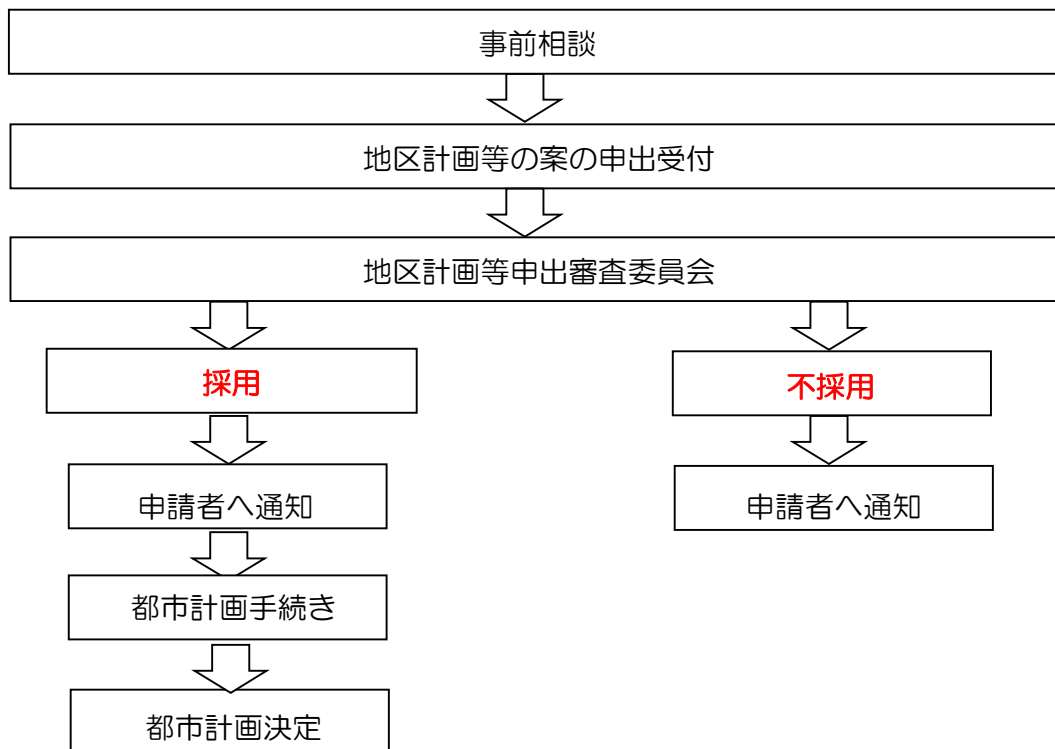 事前相談
地区計画等の案の申出受付
地区計画等申出審査委員会
採用
不採用
申請者へ通知
申請者へ通知
都市計画手続き
都市計画決定